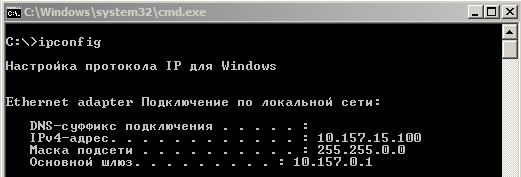 C:\Windows\system32\cmd.exe
C:\>ipconfig
Настройка протокола IP для Windows
Ethernet adapter Подключение по локальной сети:
DNS-суффикс подключения . . . . . :
IPv4-адрес. . . . . . . . . . . . : 10.157.15.100
Маска подсети . . . . . . . . . . : 255.255.0.0
Основной шлюз. . . . . . . . . : 10.157.0.1